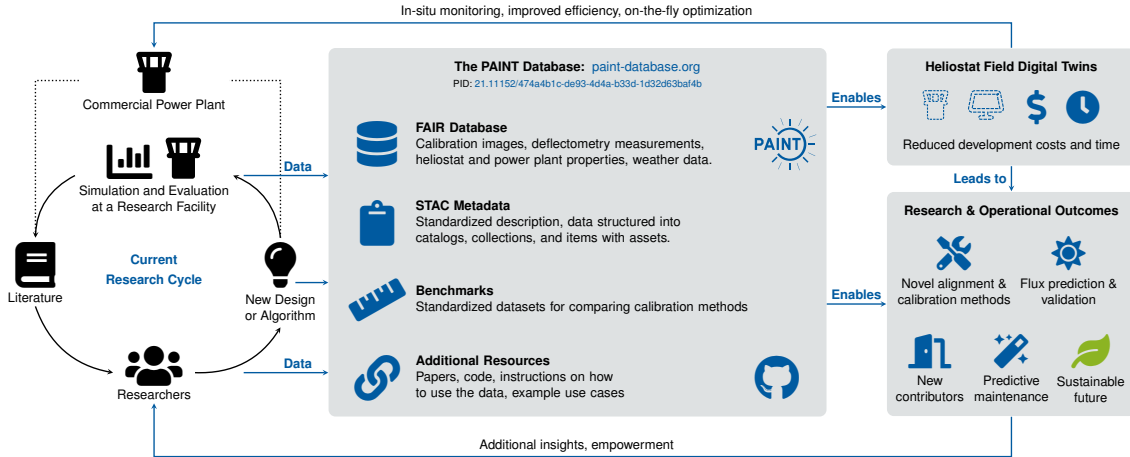 In-situ monitoring, improved efficiency, on-the-fly optimization
Commercial Power Plant
Simulation and Evaluation
at a Research Facility
Current
Research Cycle
Literature
New Design
or Algorithm
Researchers
Data
Data
The PAINT Database: paint-database.org
PID: 21.11152/474a4b1c-de93-4d4a-b33d-1d32d63baf4b
FAIR Database
Calibration images, deflectometry measurements,
heliostat and power plant properties, weather data.
PAINT
STAC Metadata
Standardized description, data structured into
catalogs, collections, and items with assets.
Benchmarks
Standardized datasets for comparing calibration methods
Additional Resources
Papers, code, instructions on how
to use the data, example use cases
Enables
Enables
Heliostat Field Digital Twins
$
Reduced development costs and time
Leads to
Research & Operational Outcomes
Novel alignment &
calibration methods
Flux prediction &
validation
New
contributors
Predictive
maintenance
Sustainable
future
Additional insights, empowerment